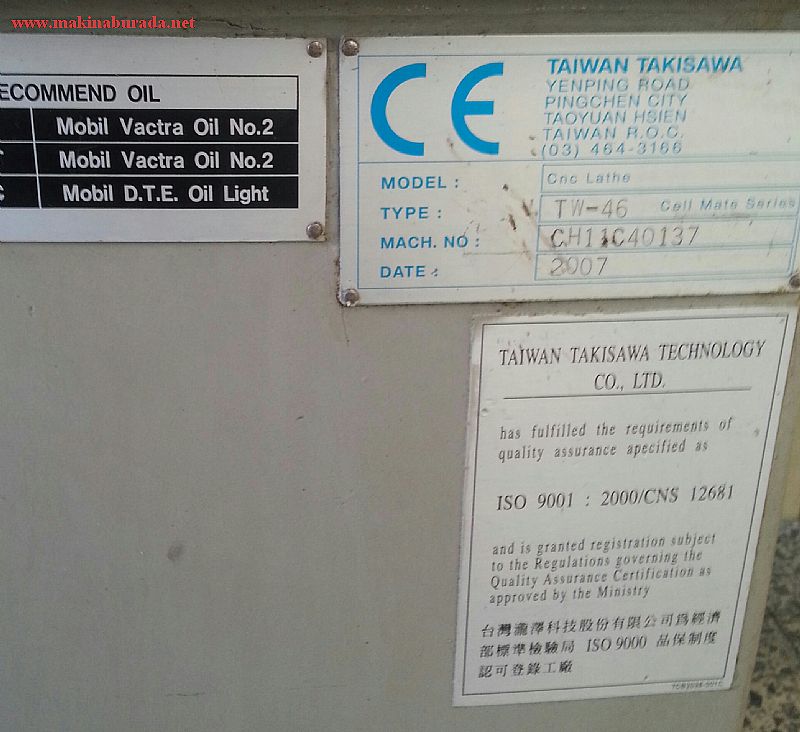 www.makinaburada.net
ECOMMEND OIL
Mobil Vactra Oil No.2
Mobil Vactra Oil No.2
Mobil D.T.E. Oil Light
CE
TAIWAN TAKISAWA
YENPING ROAD
PINGCHEN CITY
TAOYUAN HSIEN
TAIWAN R.O.C.
(03) 464-3166
MODEL : Cnc Lathe
TYPE : TW-46 Cell Mate Series
MACH. NO : CH11C40137
DATE : 2007
TAIWAN TAKISAWA TECHNOLOGY
CO., LTD.
has fulfilled the requirements of
quality assurance apecified as
ISO 9001 : 2000/CNS 12681
and is granted registration subject
to the Regulations governing the
Quality Assurance Certification as
approved by the Ministry
台灣瀧澤科技股份有限公司為經濟
部標準檢驗局 ISO 9000 品保制度
認可登錄工廠